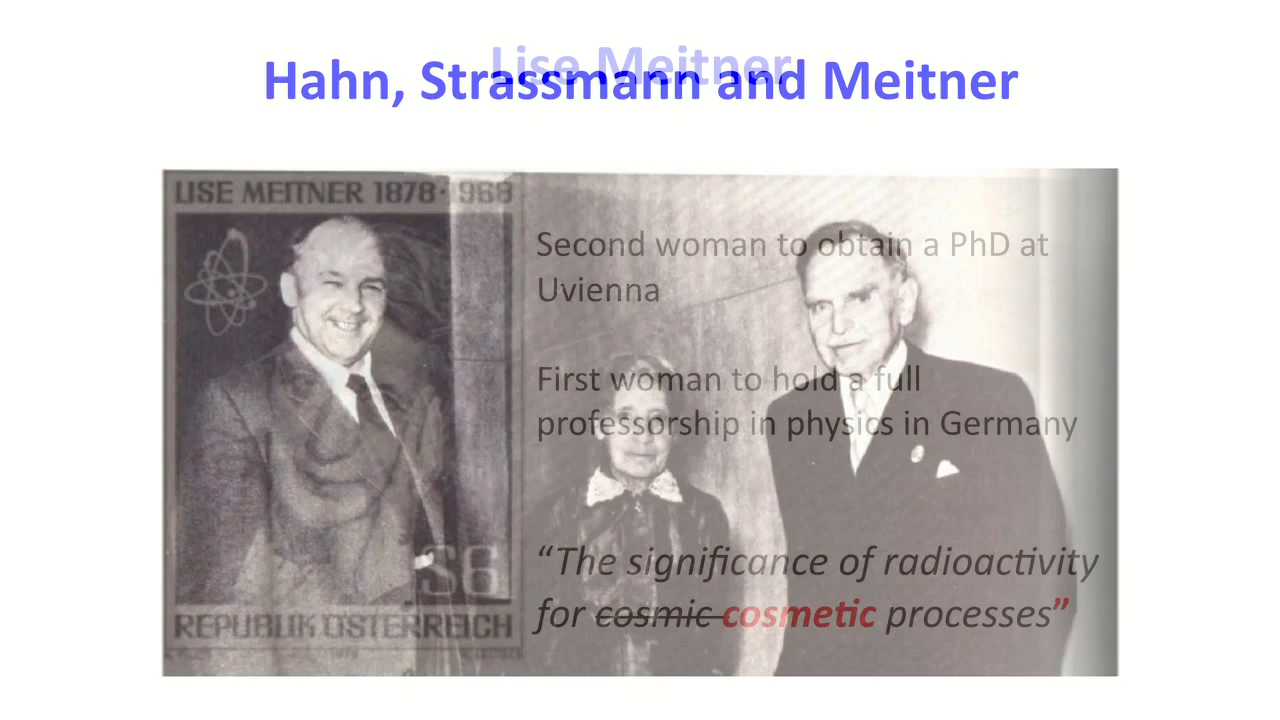 Lise Meitner
Hahn, Strassmann and Meitner
LISE MEITNER 1878-1968
Second woman to obtain a PhD at
Uvienna
First woman to hold a full
professorship in physics in Germany
“The significance of radioactivity
for cosmic cosmetic processes”
S6
REPUBLIK ÖSTERREICH